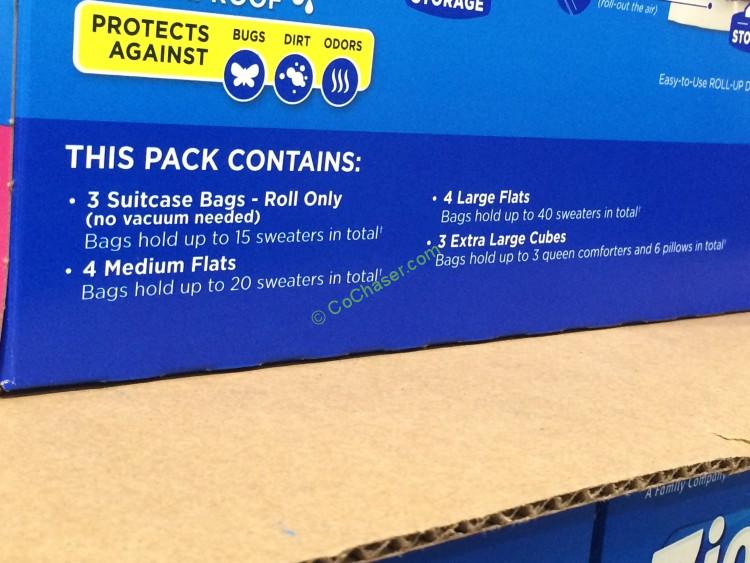 PROTECTS AGAINST
BUGS DIRT ODORS
STORAGE
(roll-out the air)
STO
Easy-to-Use ROLL-UP D
THIS PACK CONTAINS:
• 3 Suitcase Bags - Roll Only
(no vacuum needed)
Bags hold up to 15 sweaters in total†
• 4 Medium Flats
Bags hold up to 20 sweaters in total†
• 4 Large Flats
Bags hold up to 40 sweaters in total†
• 3 Extra Large Cubes
Bags hold up to 3 queen comforters and 6 pillows in total†
© CoChaser.com
A Family Company
Zip